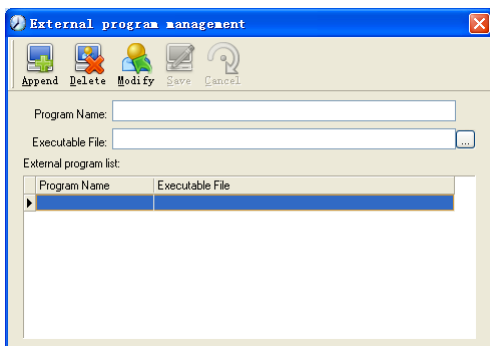 External program management
Append Delete Modify Save Cancel
Program Name:
Executable File: ...
External program list:
Program Name Executable File